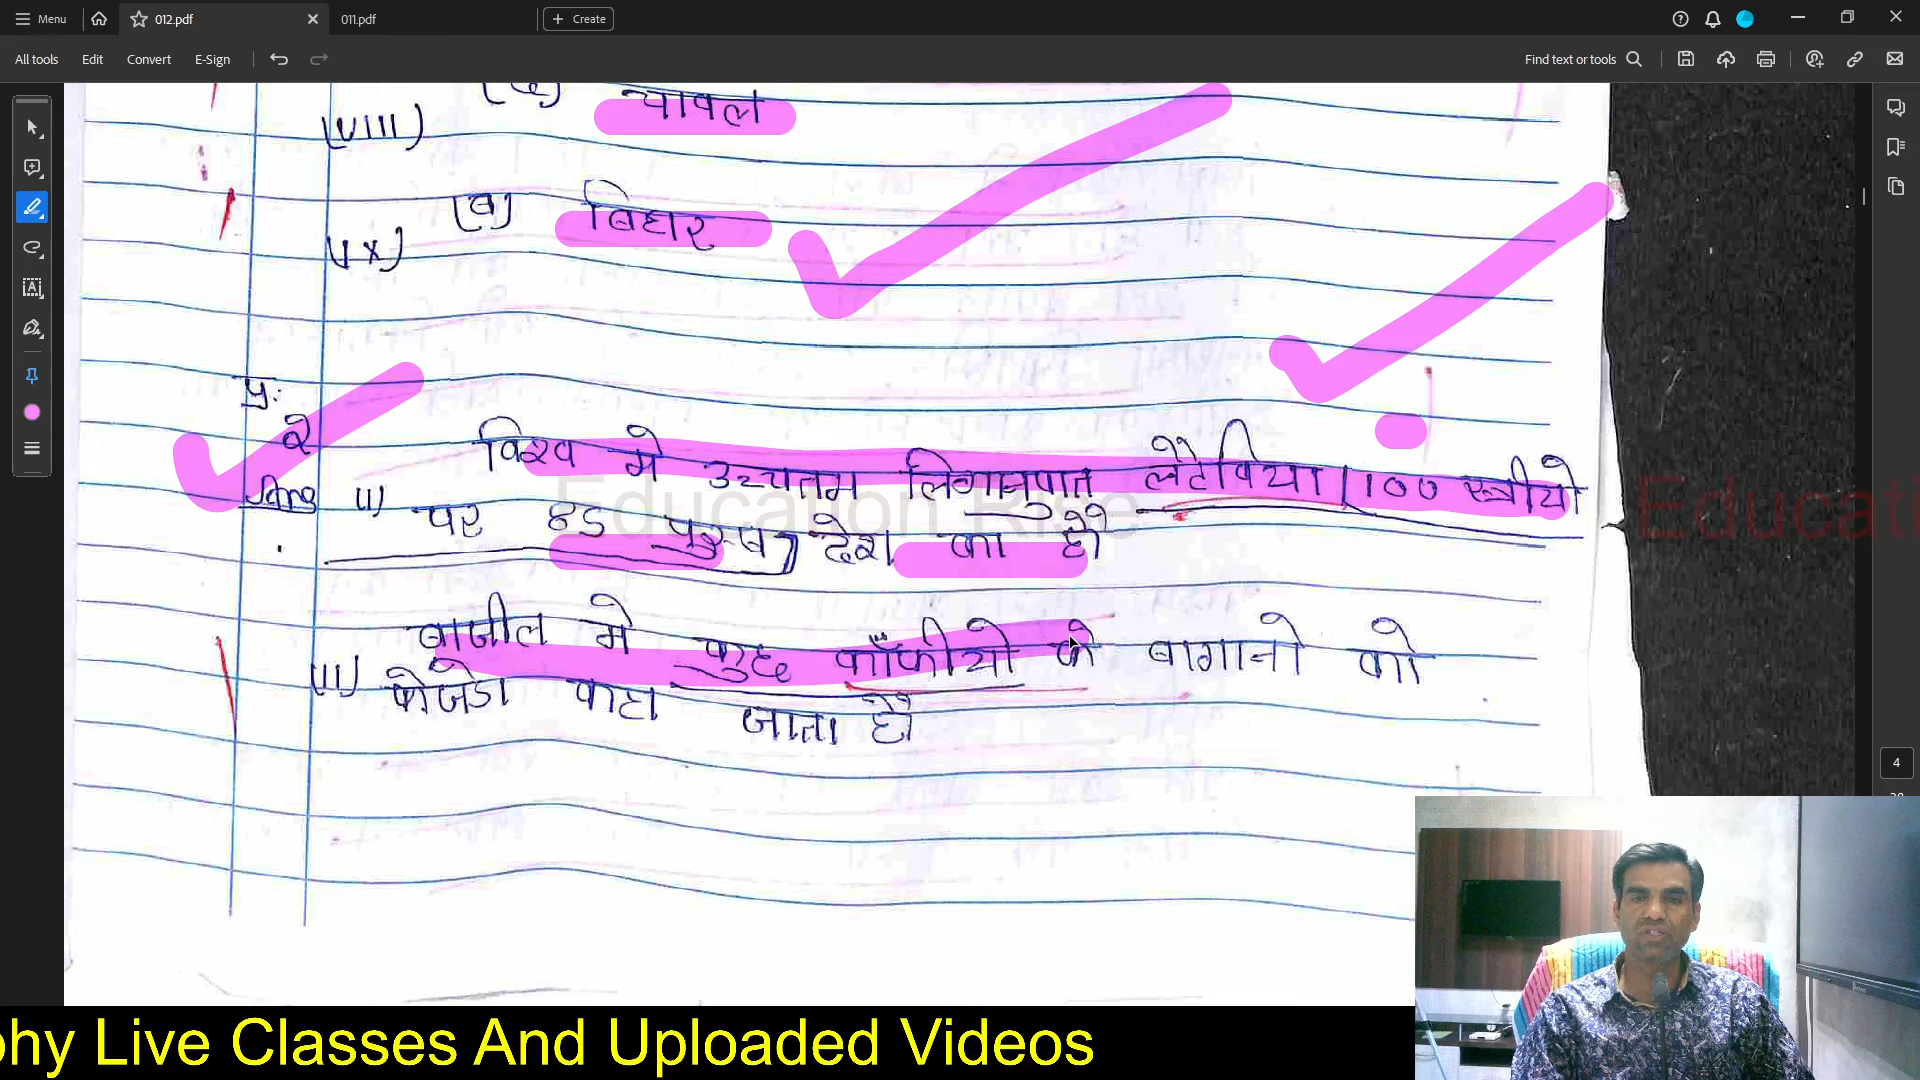 Menu
012.pdf
011.pdf
Create
All tools
Edit
Convert
E-Sign
Find text or tools
चावल
(VIII)
(ब) बिहार
(IX)
प्र.
2
विश्व मे उच्चतम लिंगानुपात लेटविया (100 स्त्रीयो
Ans (i) पर 85 पुरुष) देश का है
Education Rise
Educati
ब्राजील मे कुछ कॉफीयो के बागानो को
(II) फेजेंडा कहा जाता है
4
phy Live Classes And Uploaded Videos